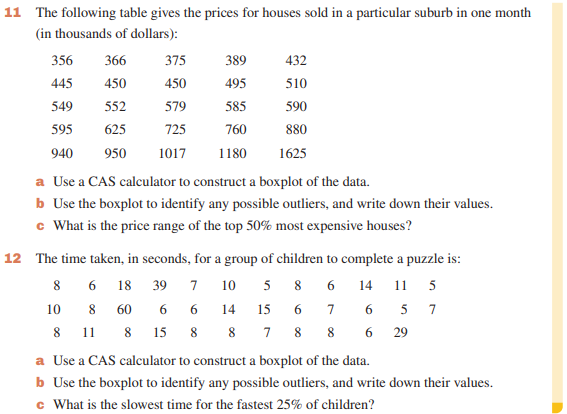 11 The following table gives the prices for houses sold in a particular suburb in one month
(in thousands of dollars):
356 366 375 389 432
445 450 450 495 510
549 552 579 585 590
595 625 725 760 880
940 950 1017 1180 1625
a Use a CAS calculator to construct a boxplot of the data.
b Use the boxplot to identify any possible outliers, and write down their values.
c What is the price range of the top 50% most expensive houses?
12 The time taken, in seconds, for a group of children to complete a puzzle is:
8 6 18 39 7 10 5 8 6 14 11 5
10 8 60 6 6 14 15 6 7 6 5 7
8 11 8 15 8 8 7 8 8 6 29
a Use a CAS calculator to construct a boxplot of the data.
b Use the boxplot to identify any possible outliers, and write down their values.
c What is the slowest time for the fastest 25% of children?